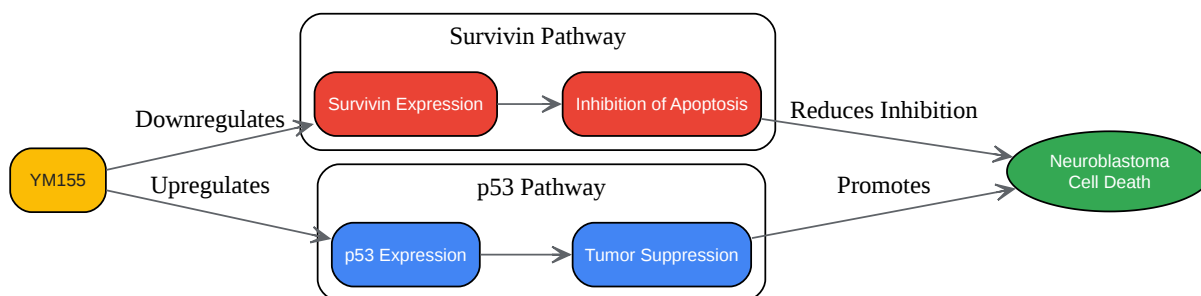 Survivin Pathway
Survivin Expression
Inhibition of Apoptosis
Downregulates
Reduces Inhibition
YM155
Neuroblastoma
Cell Death
Upregulates
p53 Pathway
Promotes
p53 Expression
Tumor Suppression